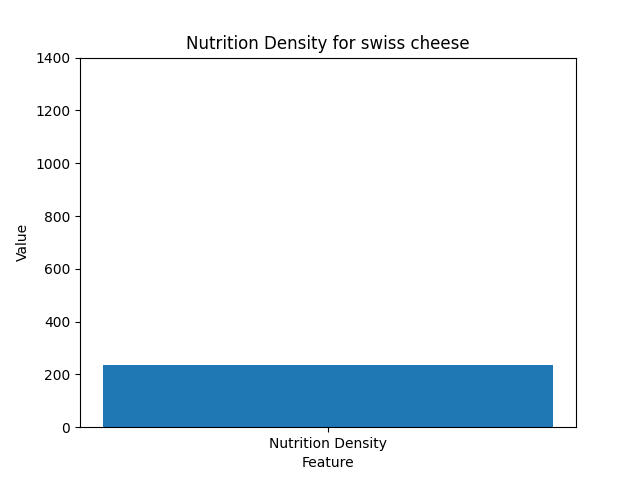 Nutrition Density for swiss cheese
1400
1200
1000
800
600
400
200
0
Value
Nutrition Density
Feature